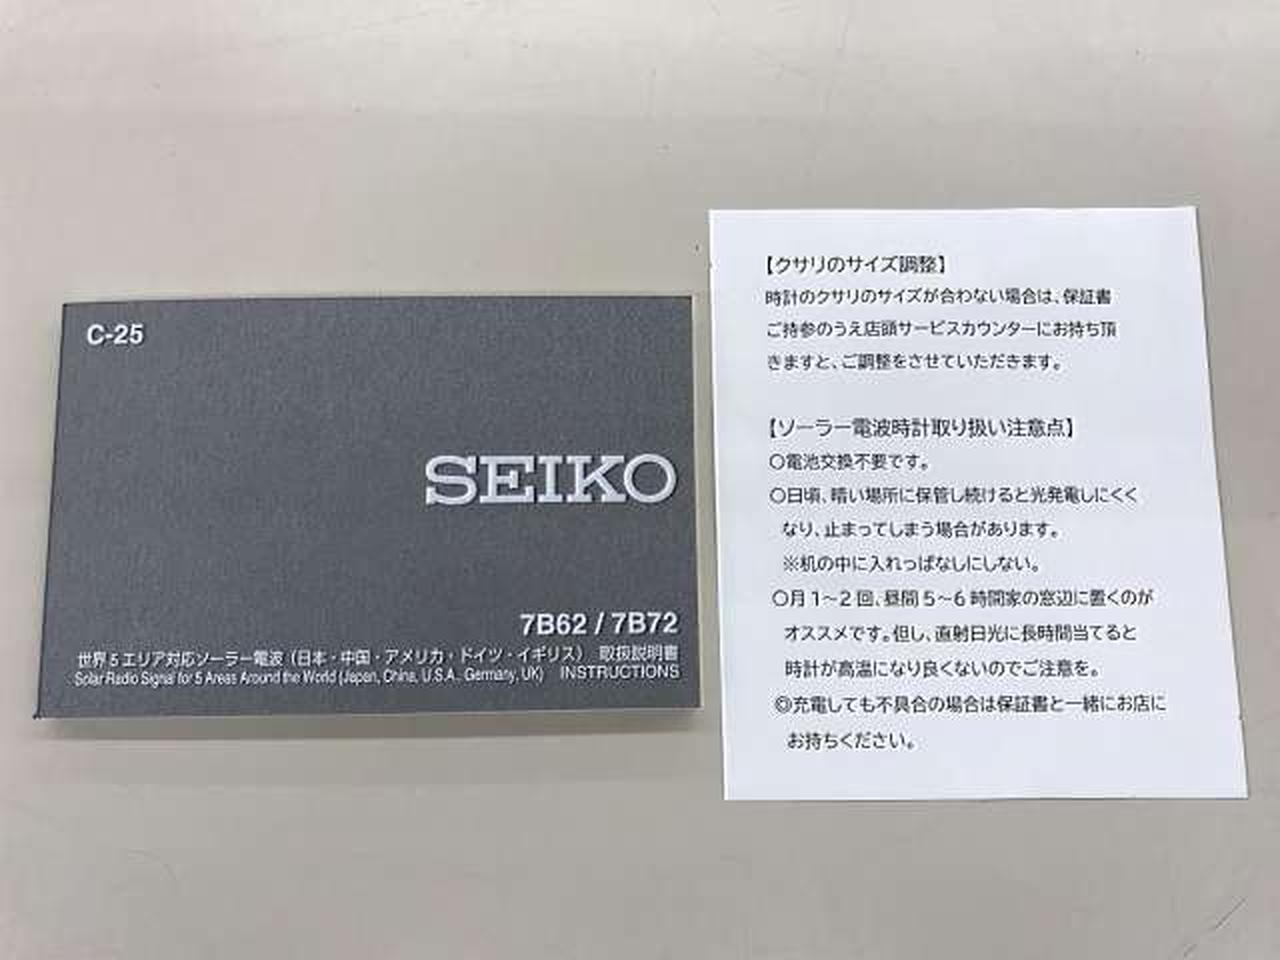 C-25
SEIKO
7B62 / 7B72
世界5エリア対応ソーラー電波（日本・中国・アメリカ・ドイツ・イギリス） 取扱説明書
Solar Radio Signal for 5 Areas Around the World (Japan, China, U.S.A. Germany, UK) INSTRUCTIONS
【クサリのサイズ調整】
時計のクサリのサイズが合わない場合は、保証書
ご持参のうえ店頭サービスカウンターにお持ち頂
きますと、ご調整をさせていただきます。
【ソーラー電波時計取り扱い注意点】
○電池交換不要です。
○日頃、暗い場所に保管し続けると光発電しにくく
なり、止まってしまう場合があります。
※机の中に入れっぱなしにしない。
○月1～2回、昼間5～6時間家の窓辺に置くのが
オススメです。但し、直射日光に長時間当てると
時計が高温になり良くないのでご注意を。
◎充電しても不具合の場合は保証書と一緒にお店に
お持ちください。